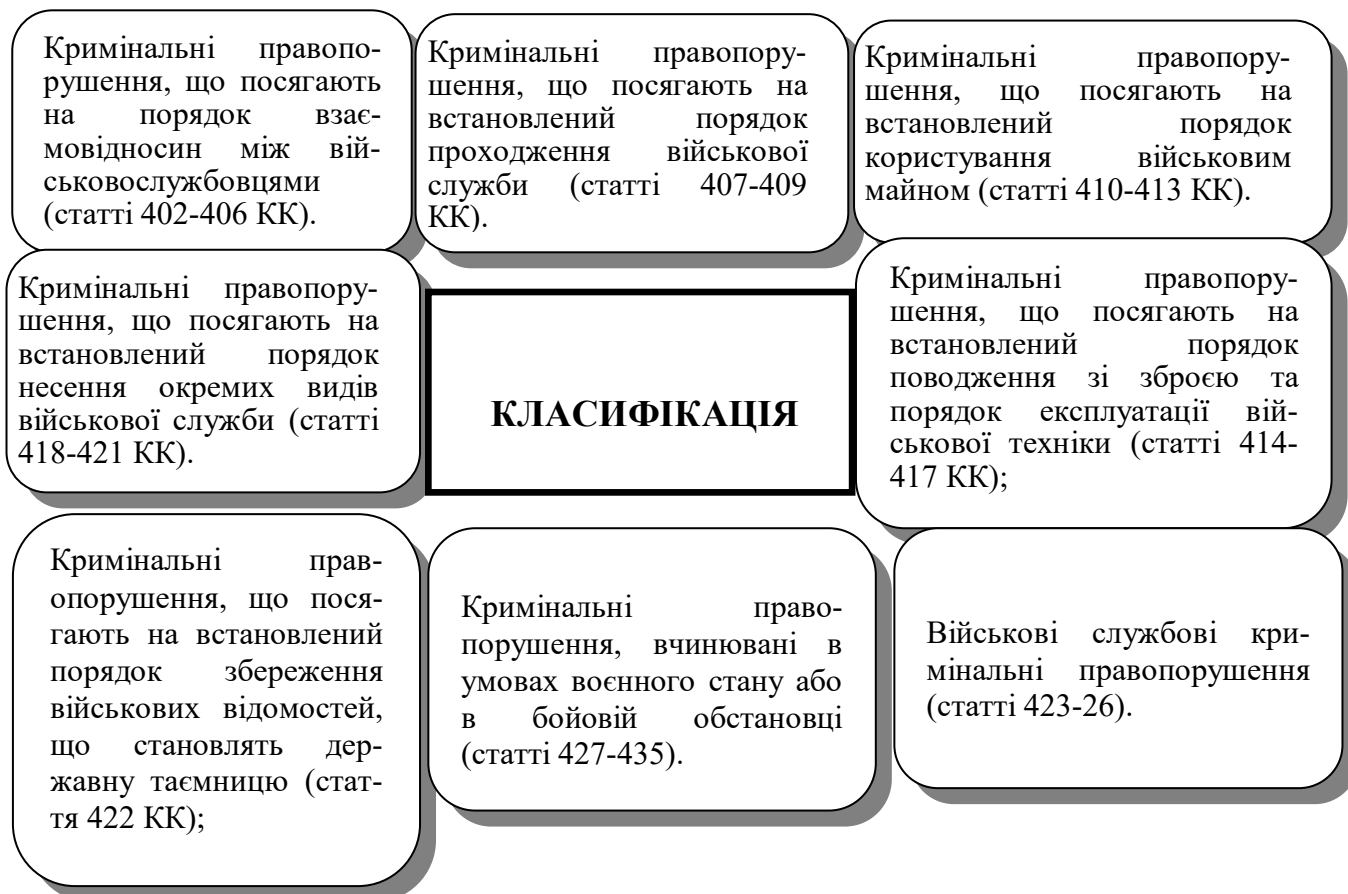 Кримінальні правопо-
рушення, що посягають
на порядок взає-
мовідносин між вій-
ськовослужбовцями
(статті 402-406 КК).
Кримінальні правопору-
шення, що посягають на
встановлений порядок
проходження військової
служби (статті 407-409
КК).
Кримінальні правопору-
шення, що посягають на
встановлений порядок
користування військовим
майном (статті 410-413 КК).
Кримінальні правопору-
шення, що посягають на
встановлений порядок
несення окремих видів
військової служби (статті
418-421 КК).
КЛАСИФІКАЦІЯ
Кримінальні правопору-
шення, що посягають на
встановлений порядок
поводження зі зброєю та
порядок експлуатації вій-
ськової техніки (статті 414-
417 КК);
Кримінальні прав-
опорушення, що пося-
гають на встановлений
порядок збереження
військових відомостей,
що становлять дер-
жавну таємницю (стат-
тя 422 КК);
Кримінальні право-
порушення, вчинювані в
умовах воєнного стану або
в бойовій обстановці
(статті 427-435).
Військові службові кри-
мінальні правопорушення
(статті 423-26).